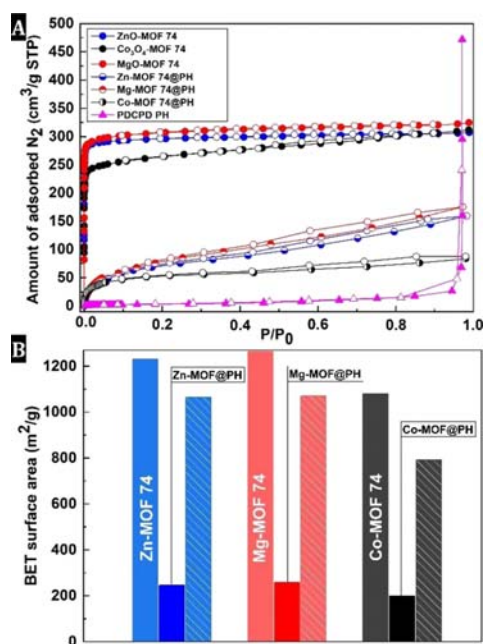 A
Amount of adsorbed N2 (cm3/g STP)
500
450
400
350
300
250
200
150
100
50
0
ZnO-MOF 74
Co3O4-MOF 74
MgO-MOF 74
Zn-MOF 74@PH
Mg-MOF 74@PH
Co-MOF 74@PH
PDCPD PH
0.0
0.2
0.4
0.6
0.8
1.0
P/P0
B
BET surface area (m2/g)
1200
1000
800
600
400
200
0
Zn-MOF@PH
Mg-MOF@PH
Co-MOF@PH
Zn-MOF 74
Mg-MOF 74
Co-MOF 74